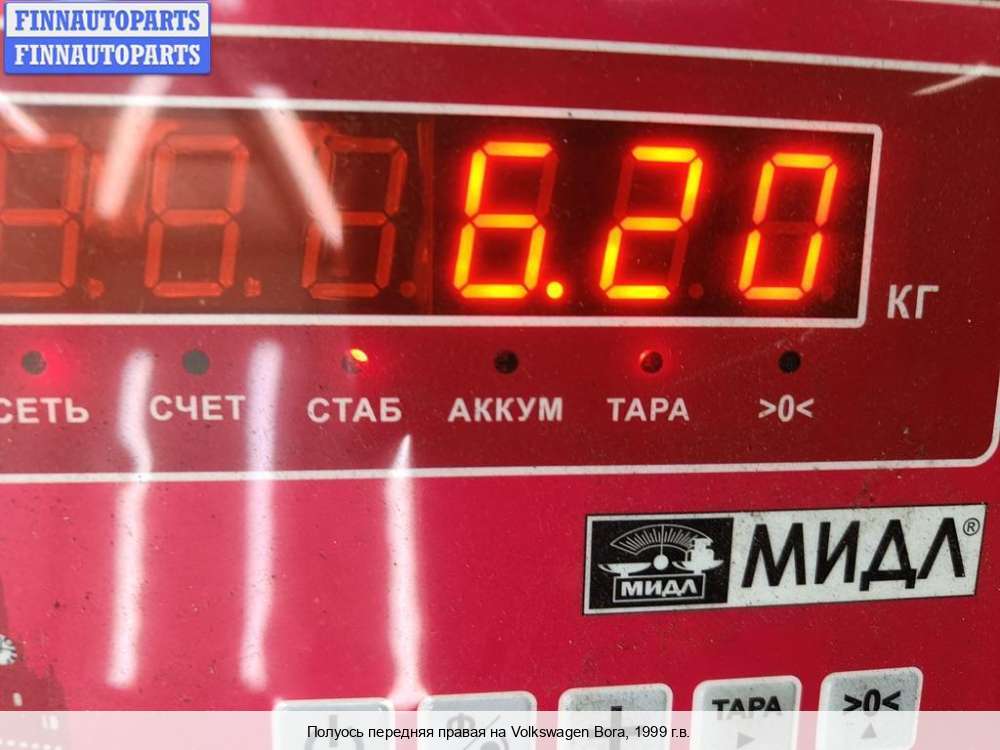 FINNAUTOPARTS
FINNAUTOPARTS
6.20
КГ
СЕТЬ СЧЕТ СТАБ АККУМ ТАРА >0<
МИДЛ МИДЛ®
ТАРА >0<
Полуось передняя правая на Volkswagen Bora, 1999 г.в.